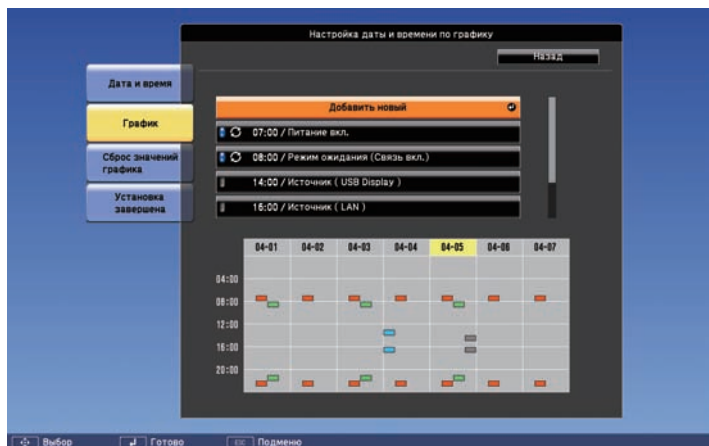 Настройка даты и времени по графику
Назад
Дата и время
График
Сброс значений
графика
Установка
завершена
Добавить новый
07:00 / Питание вкл.
08:00 / Режим ожидания (Связь вкл.)
14:00 / Источник ( USB Display )
16:00 / Источник ( LAN )
04-01 04-02 04-03 04-04 04-05 04-06 04-07
04:00
08:00
12:00
16:00
20:00
Выбор Готово Esc Подменю